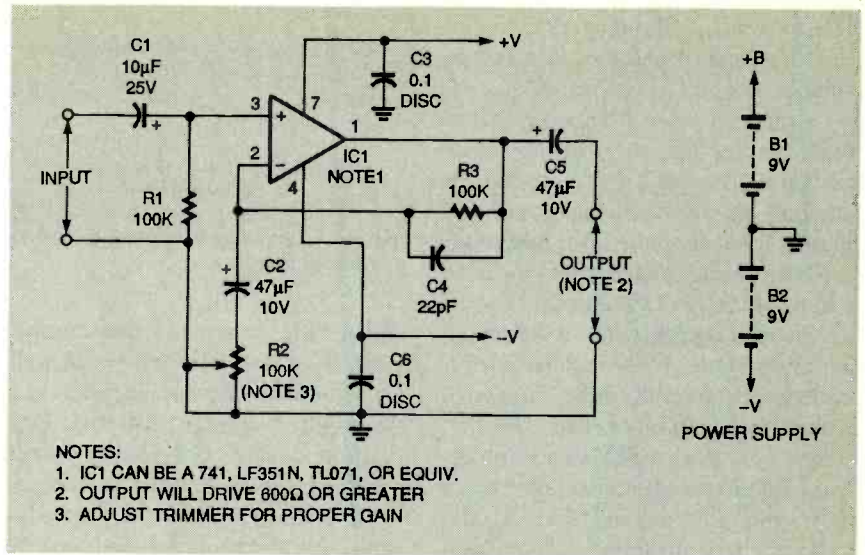 C1
10µF
25V
+
INPUT
R1
100K
3
+
2
−
7
1
4
IC1
NOTE1
C3
0.1
DISC
+V
R3
100K
C4
22pF
+
C5
47µF
10V
OUTPUT
(NOTE 2)
+
C2
47µF
10V
R2
100K
(NOTE 3)
−V
C6
0.1
DISC
+B
B1
9V
B2
9V
−V
POWER SUPPLY
NOTES:
1. IC1 CAN BE A 741, LF351N, TL071, OR EQUIV.
2. OUTPUT WILL DRIVE 600Ω OR GREATER
3. ADJUST TRIMMER FOR PROPER GAIN